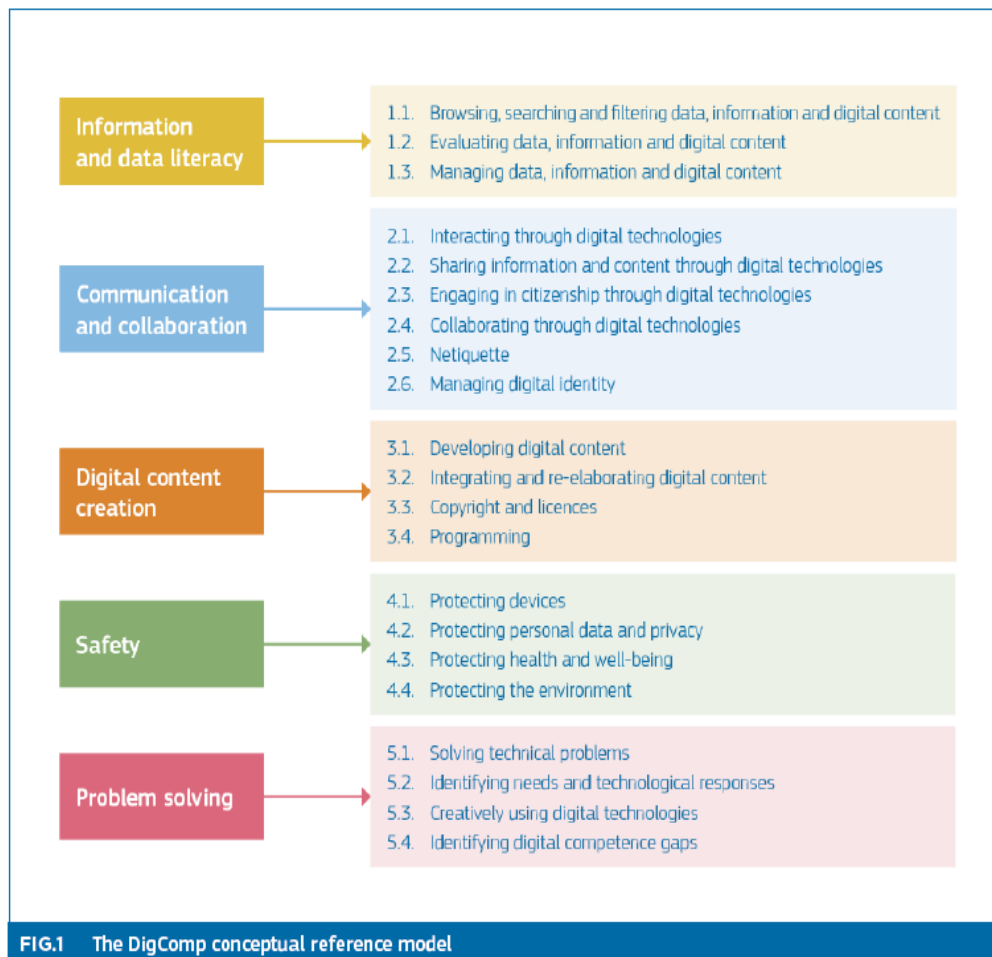 Information
and data literacy
1.1. Browsing, searching and filtering data, information and digital content
1.2. Evaluating data, information and digital content
1.3. Managing data, information and digital content
Communication
and collaboration
2.1. Interacting through digital technologies
2.2. Sharing information and content through digital technologies
2.3. Engaging in citizenship through digital technologies
2.4. Collaborating through digital technologies
2.5. Netiquette
2.6. Managing digital identity
Digital content
creation
3.1. Developing digital content
3.2. Integrating and re-elaborating digital content
3.3. Copyright and licences
3.4. Programming
Safety
4.1. Protecting devices
4.2. Protecting personal data and privacy
4.3. Protecting health and well-being
4.4. Protecting the environment
Problem solving
5.1. Solving technical problems
5.2. Identifying needs and technological responses
5.3. Creatively using digital technologies
5.4. Identifying digital competence gaps
FIG.1 The DigComp conceptual reference model